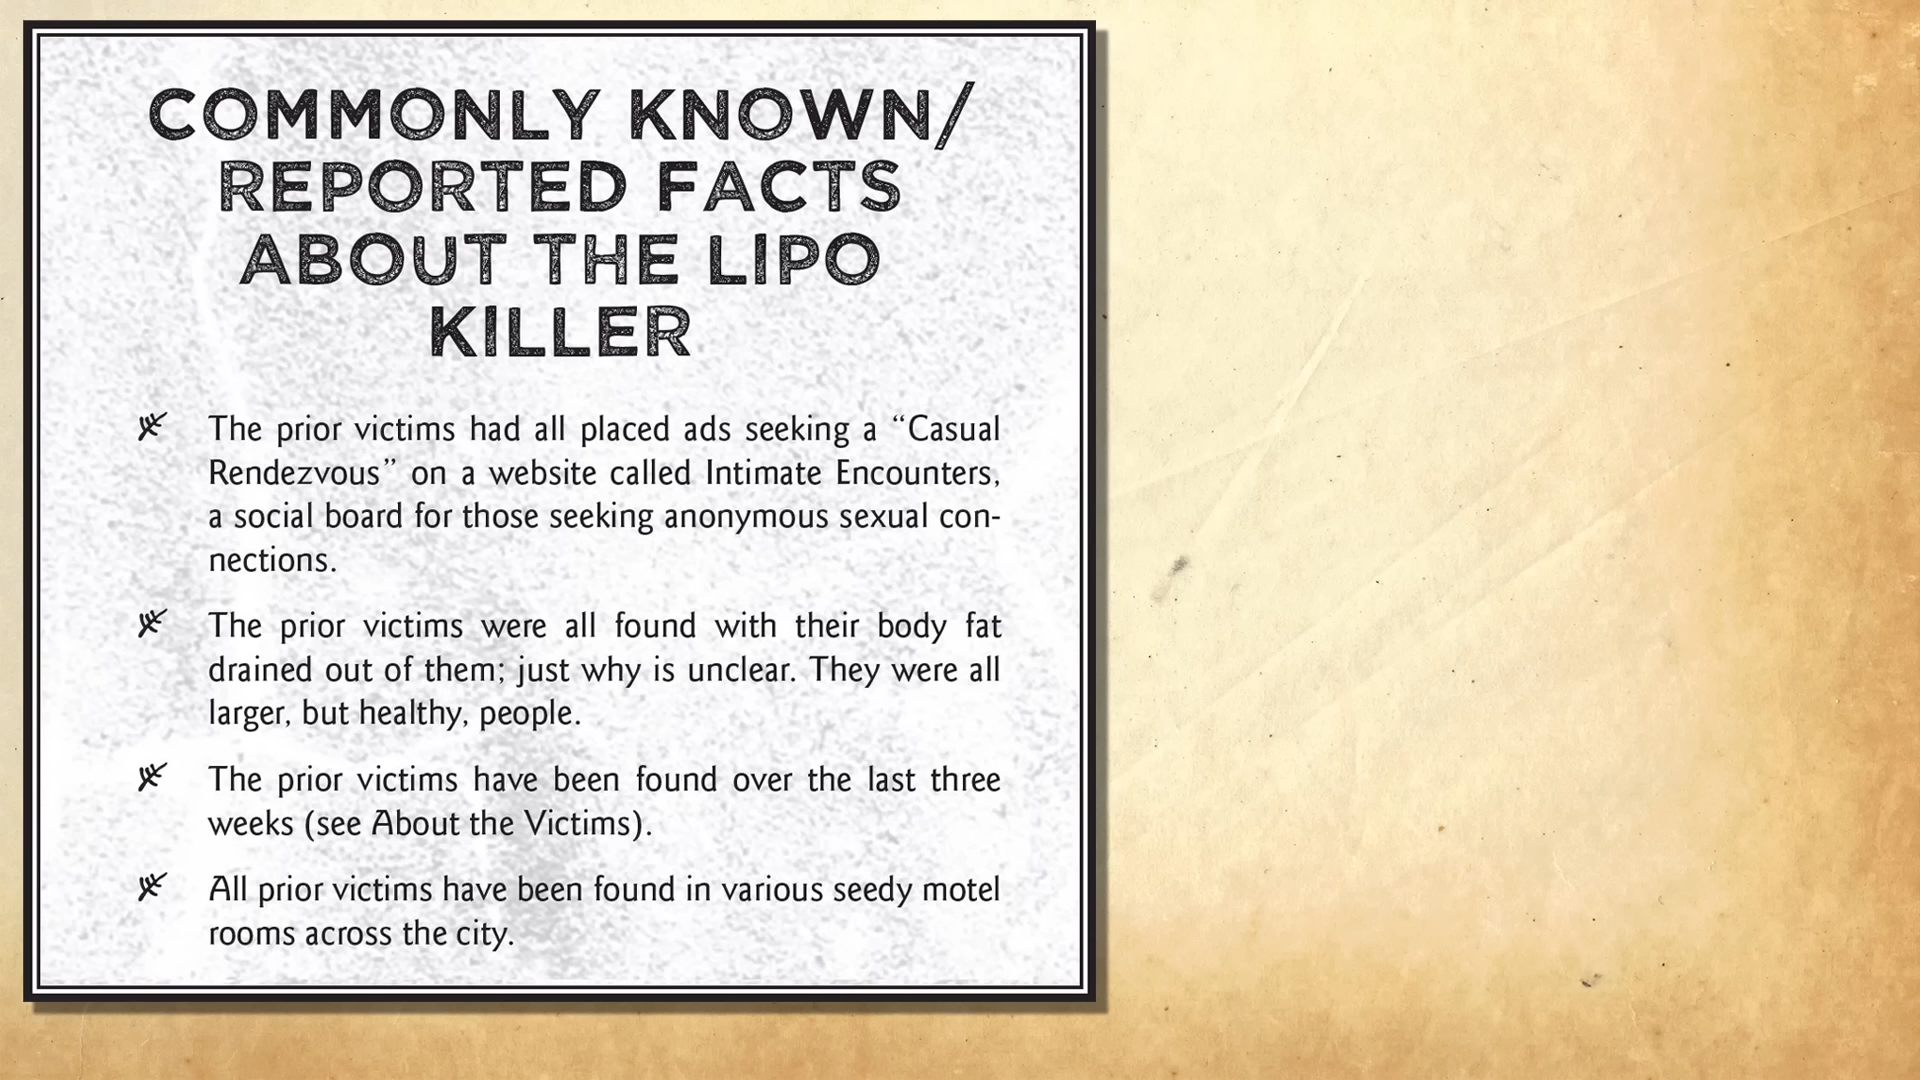 COMMONLY KNOWN/
REPORTED FACTS
ABOUT THE LIPO
KILLER
The prior victims had all placed ads seeking a “Casual
Rendezvous” on a website called Intimate Encounters,
a social board for those seeking anonymous sexual con-
nections.
The prior victims were all found with their body fat
drained out of them; just why is unclear. They were all
larger, but healthy, people.
The prior victims have been found over the last three
weeks (see About the Victims).
All prior victims have been found in various seedy motel
rooms across the city.